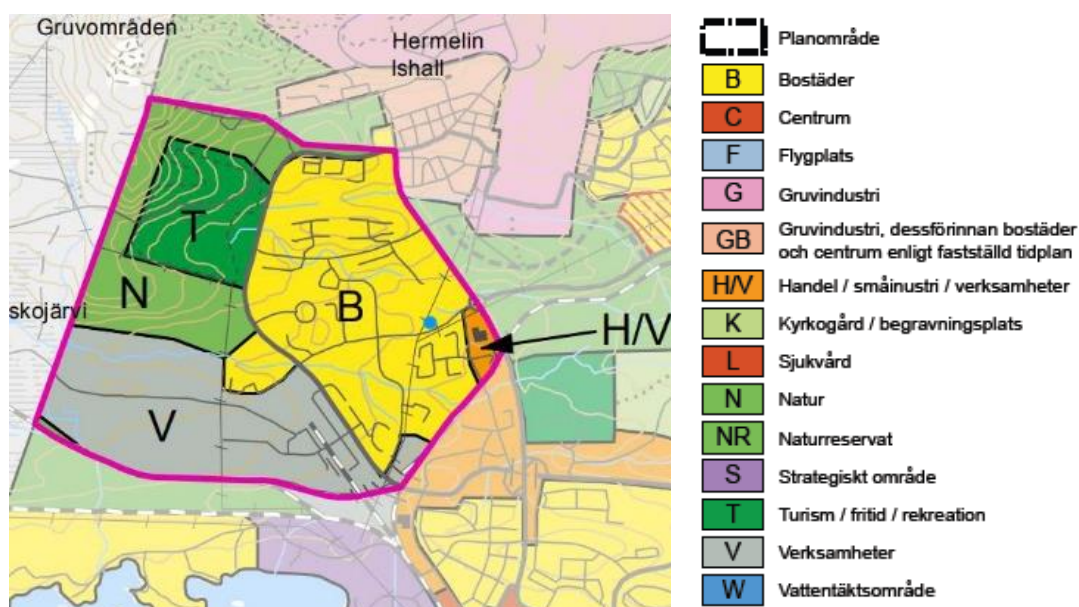 Gruvområden
Hermelin
Ishall
T
N
skojärvi
B
H/V
V
Planområde
B Bostäder
C Centrum
F Flygplats
G Gruvindustri
GB Gruvindustri, dessförinnan bostäder
och centrum enligt fastställd tidplan
H/V Handel / småinustri / verksamheter
K Kyrkogård / begravningsplats
L Sjukvård
N Natur
NR Naturreservat
S Strategiskt område
T Turism / fritid / rekreation
V Verksamheter
W Vattentäktsområde